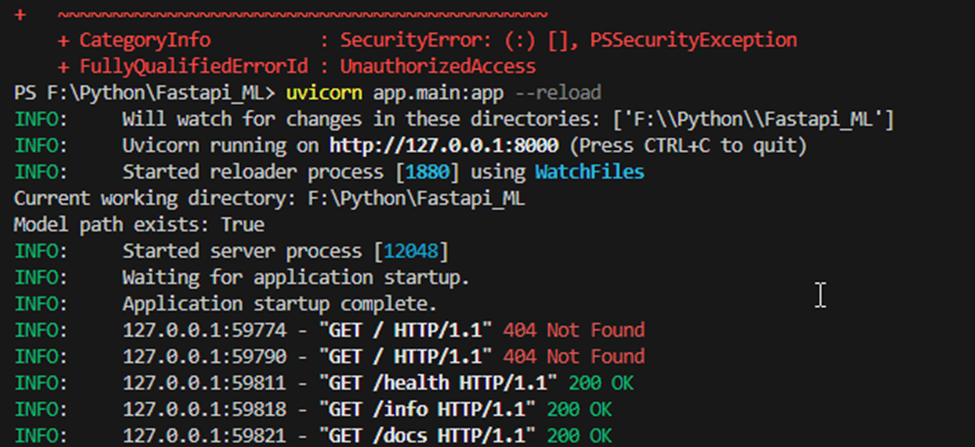 + ~~~~~~~~~~~~~~~~~~~~~~~~~~~~~~~~~~~~~~~~~~~~~
+ CategoryInfo : SecurityError: (:) [], PSSecurityException
+ FullyQualifiedErrorId : UnauthorizedAccess
PS F:\Python\Fastapi_ML> uvicorn app.main:app --reload
INFO: Will watch for changes in these directories: ['F:\\Python\\Fastapi_ML']
INFO: Uvicorn running on http://127.0.0.1:8000 (Press CTRL+C to quit)
INFO: Started reloader process [1880] using WatchFiles
Current working directory: F:\Python\Fastapi_ML
Model path exists: True
INFO: Started server process [12048]
INFO: Waiting for application startup.
INFO: Application startup complete.
INFO: 127.0.0.1:59774 - "GET / HTTP/1.1" 404 Not Found
INFO: 127.0.0.1:59790 - "GET / HTTP/1.1" 404 Not Found
INFO: 127.0.0.1:59811 - "GET /health HTTP/1.1" 200 OK
INFO: 127.0.0.1:59818 - "GET /info HTTP/1.1" 200 OK
INFO: 127.0.0.1:59821 - "GET /docs HTTP/1.1" 200 OK